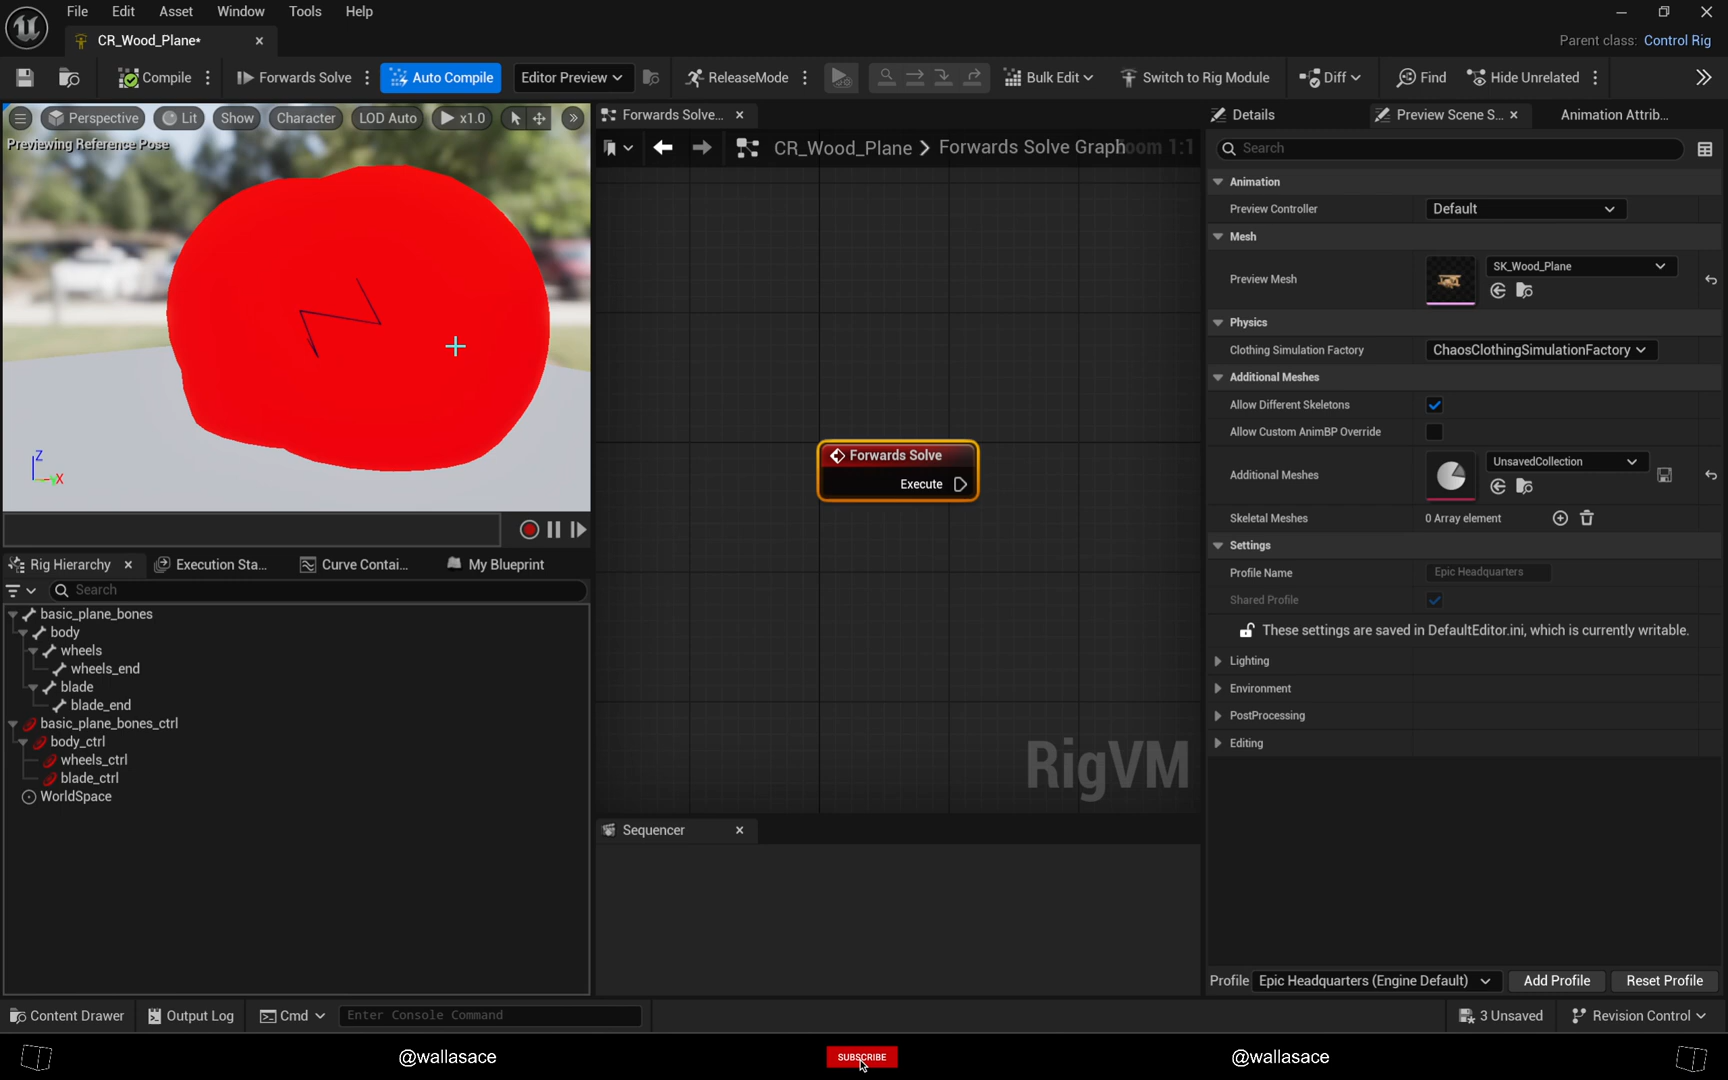 File Edit Asset Window Tools Help
CR_Wood_Plane*
Parent class: Control Rig
Compile Forwards Solve Auto Compile Editor Preview ReleaseMode Bulk Edit Switch to Rig Module Diff Find Hide Unrelated
Perspective Lit Show Character LOD Auto x1.0
Previewing Reference Pose
Z
X
Forwards Solve...
CR_Wood_Plane > Forwards Solve Graph
Forwards Solve
Execute
RigVM
Sequencer
Rig Hierarchy Execution Sta... Curve Contai... My Blueprint
Search
basic_plane_bones
body
wheels
wheels_end
blade
blade_end
basic_plane_bones_ctrl
body_ctrl
wheels_ctrl
blade_ctrl
WorldSpace
Details Preview Scene S... Animation Attrib...
Search
Animation
Preview Controller Default
Mesh
Preview Mesh SK_Wood_Plane
Physics
Clothing Simulation Factory ChaosClothingSimulationFactory
Additional Meshes
Allow Different Skeletons
Allow Custom AnimBP Override
Additional Meshes UnsavedCollection
Skeletal Meshes 0 Array element
Settings
Profile Name Epic Headquarters
Shared Profile
These settings are saved in DefaultEditor.ini, which is currently writable.
Lighting
Environment
PostProcessing
Editing
Profile Epic Headquarters (Engine Default) Add Profile Reset Profile
Content Drawer Output Log Cmd Enter Console Command 3 Unsaved Revision Control
@wallasace SUBSCRIBE @wallasace